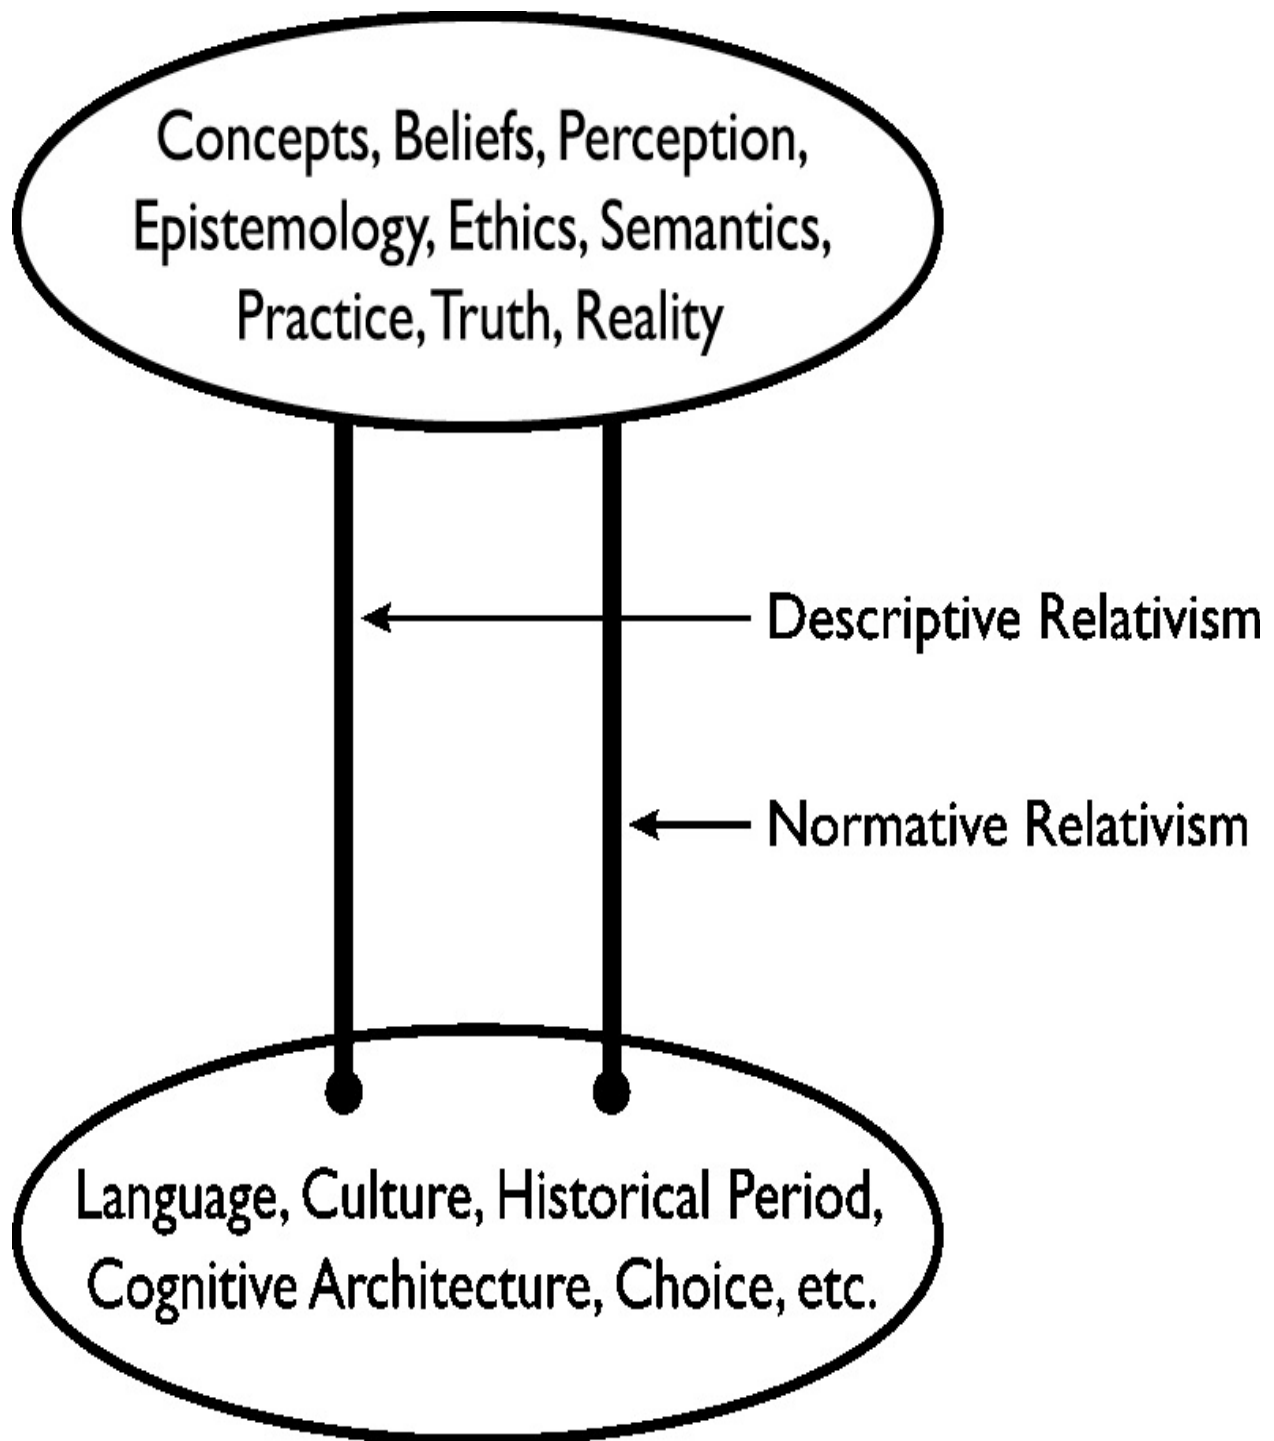 Concepts, Beliefs, Perception,
Epistemology, Ethics, Semantics,
Practice, Truth, Reality
Descriptive Relativism
Normative Relativism
Language, Culture, Historical Period,
Cognitive Architecture, Choice, etc.